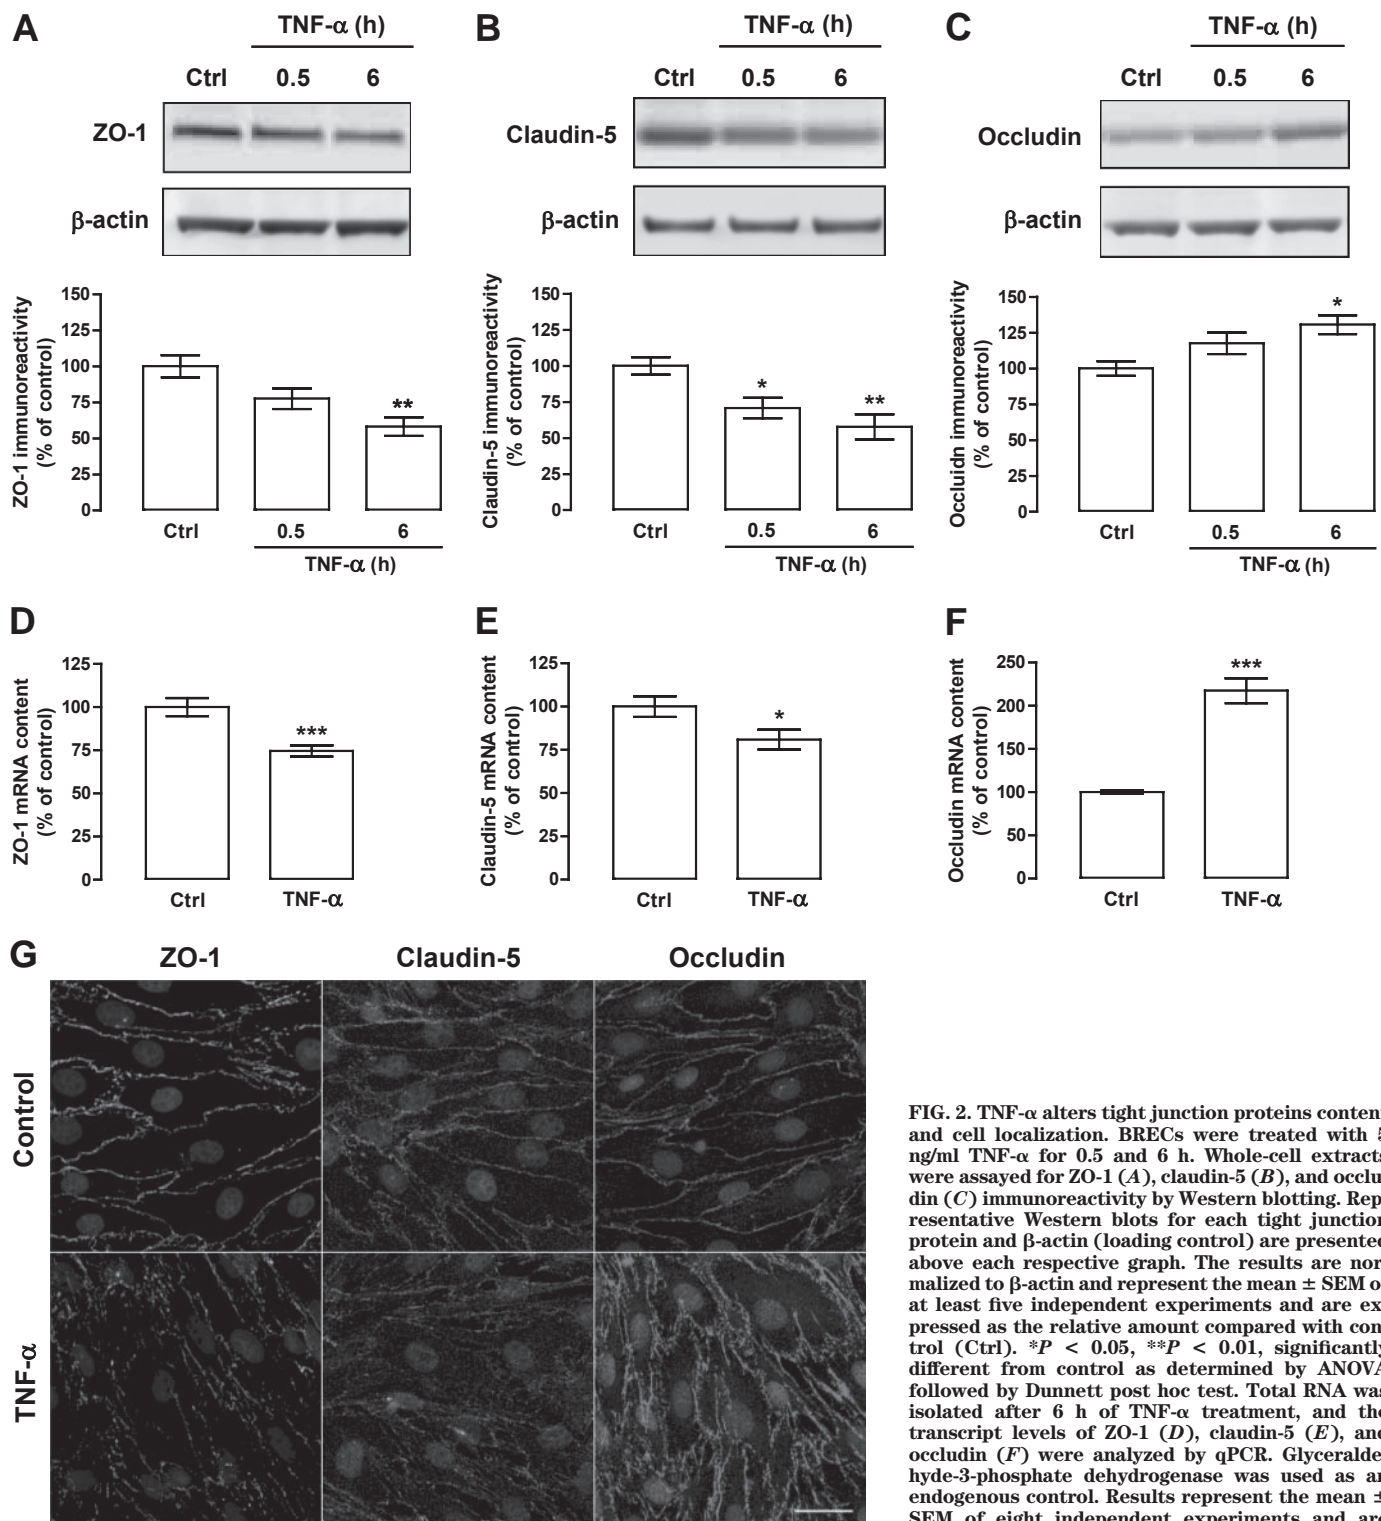 A
TNF-α (h)
Ctrl 0.5 6
ZO-1
β-actin
ZO-1 immunoreactivity
(% of control)
150
125
100
75
50
25
0
**
Ctrl 0.5 6
TNF-α (h)
B
TNF-α (h)
Ctrl 0.5 6
Claudin-5
β-actin
Claudin-5 immunoreactivity
(% of control)
150
125
100
75
50
25
0
* **
Ctrl 0.5 6
TNF-α (h)
C
TNF-α (h)
Ctrl 0.5 6
Occludin
β-actin
Occluidn immunoreactivity
(% of control)
150
125
100
75
50
25
0
*
Ctrl 0.5 6
TNF-α (h)
D
ZO-1 mRNA content
(% of control)
125
100
75
50
25
0
***
Ctrl TNF-α
E
Claudin-5 mRNA content
(% of control)
125
100
75
50
25
0
*
Ctrl TNF-α
F
Occludin mRNA content
(% of control)
250
200
150
100
50
0
***
Ctrl TNF-α
G
ZO-1 Claudin-5 Occludin
Control
TNF-α
FIG. 2. TNF-α alters tight junction proteins content
and cell localization. BRECs were treated with 5
ng/ml TNF-α for 0.5 and 6 h. Whole-cell extracts
were assayed for ZO-1 (A), claudin-5 (B), and occlu
din (C) immunoreactivity by Western blotting. Rep
resentative Western blots for each tight junction
protein and β-actin (loading control) are presented
above each respective graph. The results are nor
malized to β-actin and represent the mean ± SEM o
at least five independent experiments and are ex
pressed as the relative amount compared with con
trol (Ctrl). *P < 0.05, **P < 0.01, significantly
different from control as determined by ANOVA
followed by Dunnett post hoc test. Total RNA was
isolated after 6 h of TNF-α treatment, and the
transcript levels of ZO-1 (D), claudin-5 (E), and
occludin (F) were analyzed by qPCR. Glyceralde
hyde-3-phosphate dehydrogenase was used as an
endogenous control. Results represent the mean ±
SEM of eight independent experiments and are